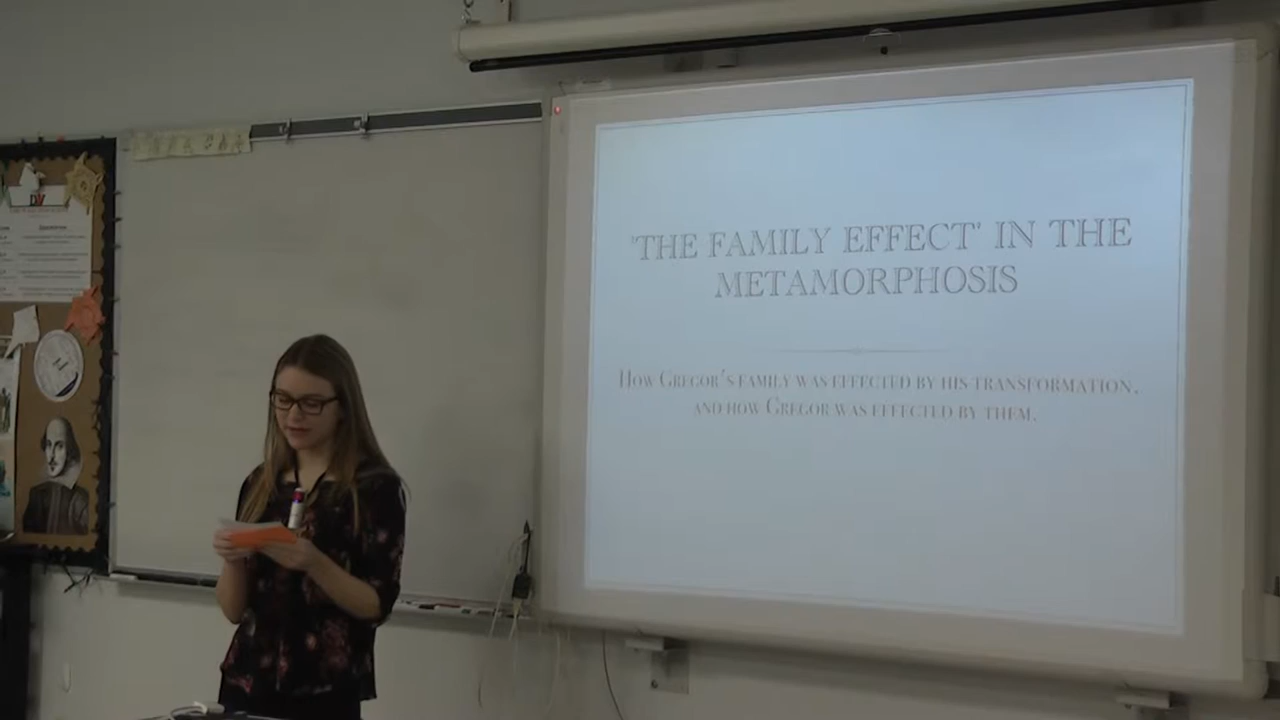 'THE FAMILY EFFECT' IN THE
METAMORPHOSIS
HOW GREGOR'S FAMILY WAS EFFECTED BY HIS TRANSFORMATION,
AND HOW GREGOR WAS EFFECTED BY THEM.